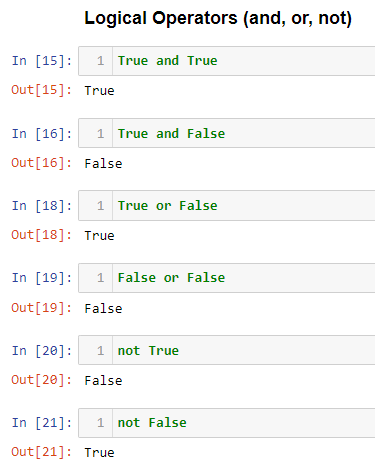 Logical Operators (and, or, not)
In [15]: 1 True and True
Out[15]: True
In [16]: 1 True and False
Out[16]: False
In [18]: 1 True or False
Out[18]: True
In [19]: 1 False or False
Out[19]: False
In [20]: 1 not True
Out[20]: False
In [21]: 1 not False
Out[21]: True